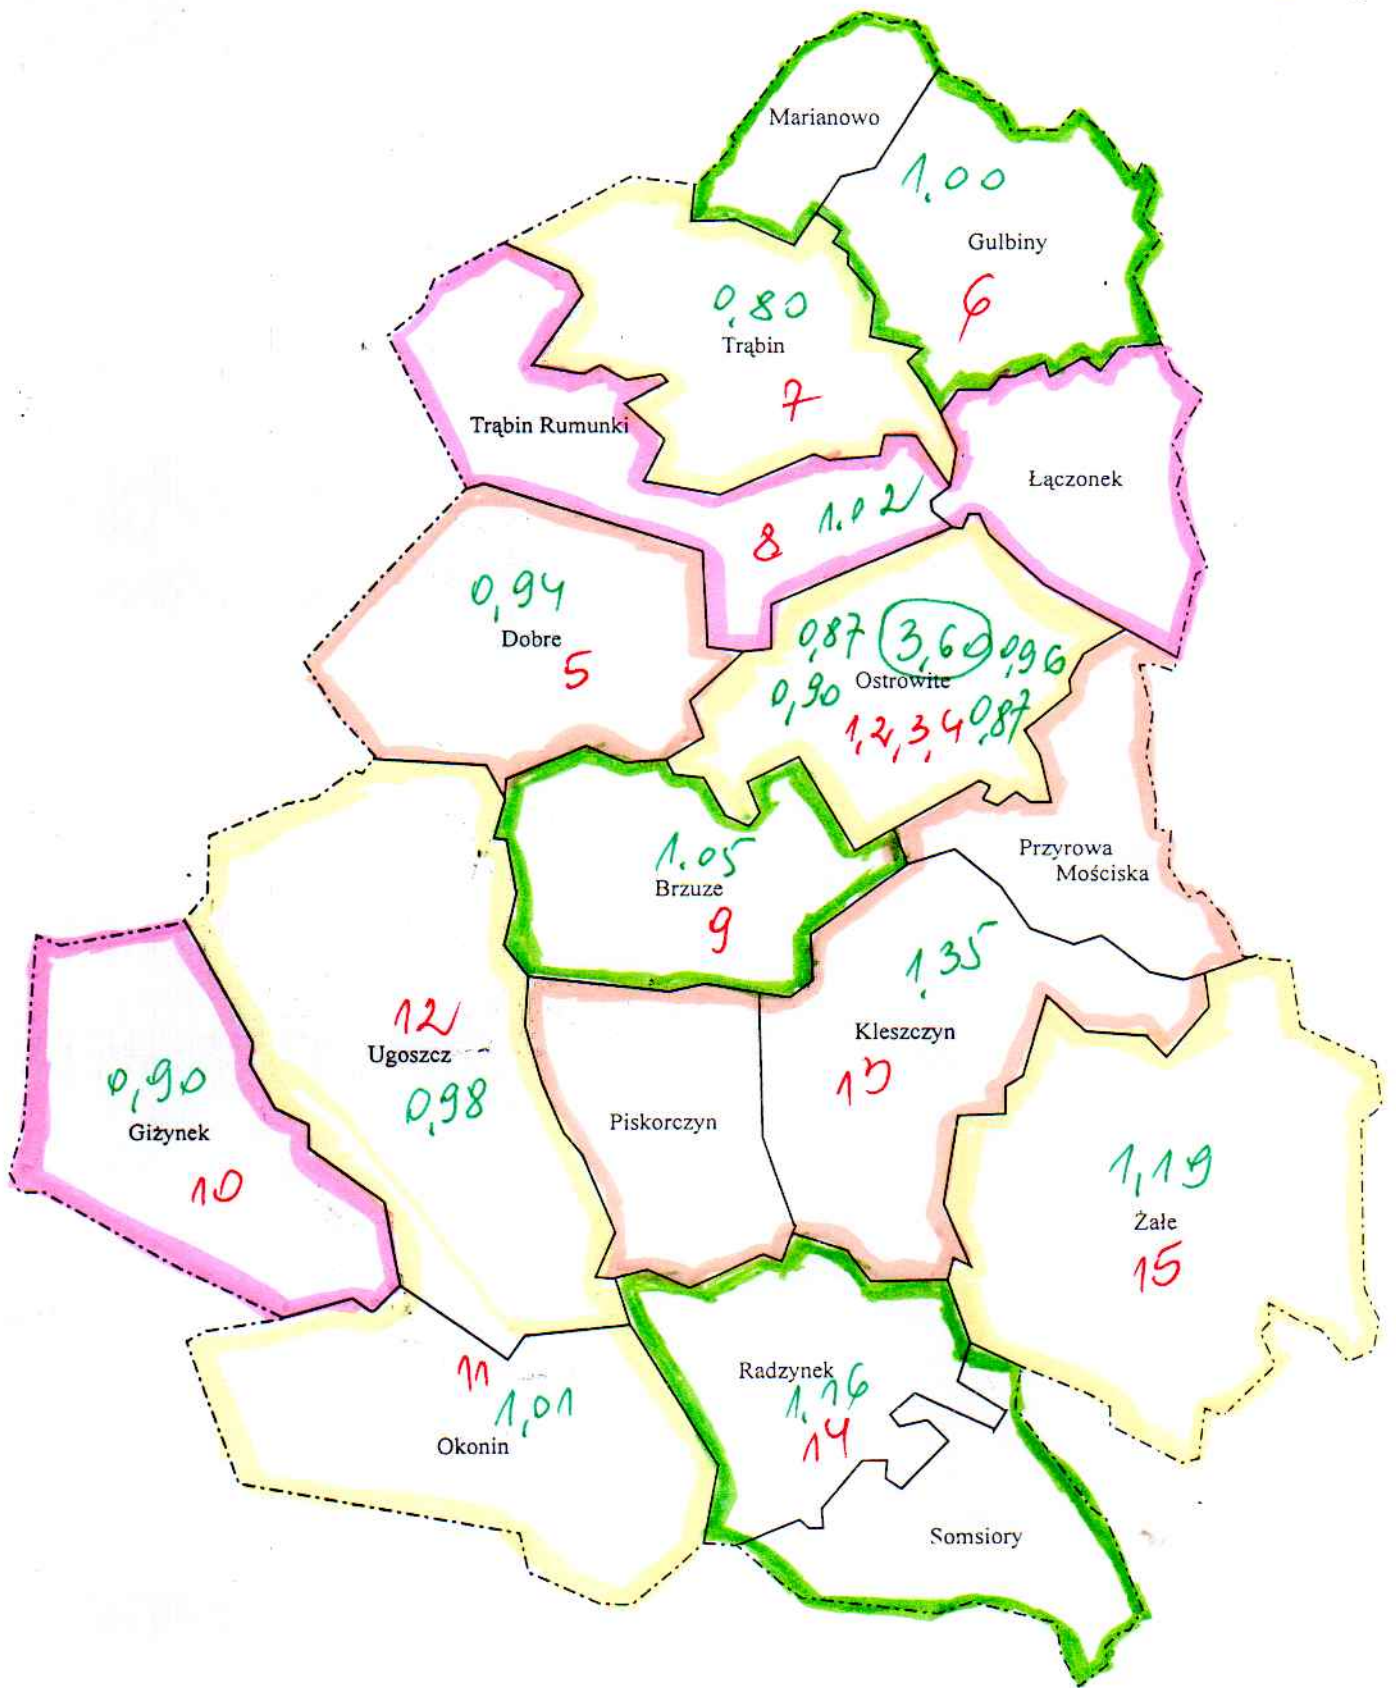 Marianowo
1,00
Gulbiny
6
0,80
Trąbin
7
Trąbin Rumunki
Łączonek
8 1.02
0,94
Dobre
5
0,87 3,60 0,96
Ostrowite
0,90
1,2,3,4 0,87
1.05
Brzuze
9
Przyrowa
Mościska
1,35
Kleszczyn
13
12
Ugoszcz
0,98
0,90
Giżynek
10
Piskorczyn
1,19
Żałe
15
11
1,01
Okonin
Radzynek
1.16
14
Somsiory